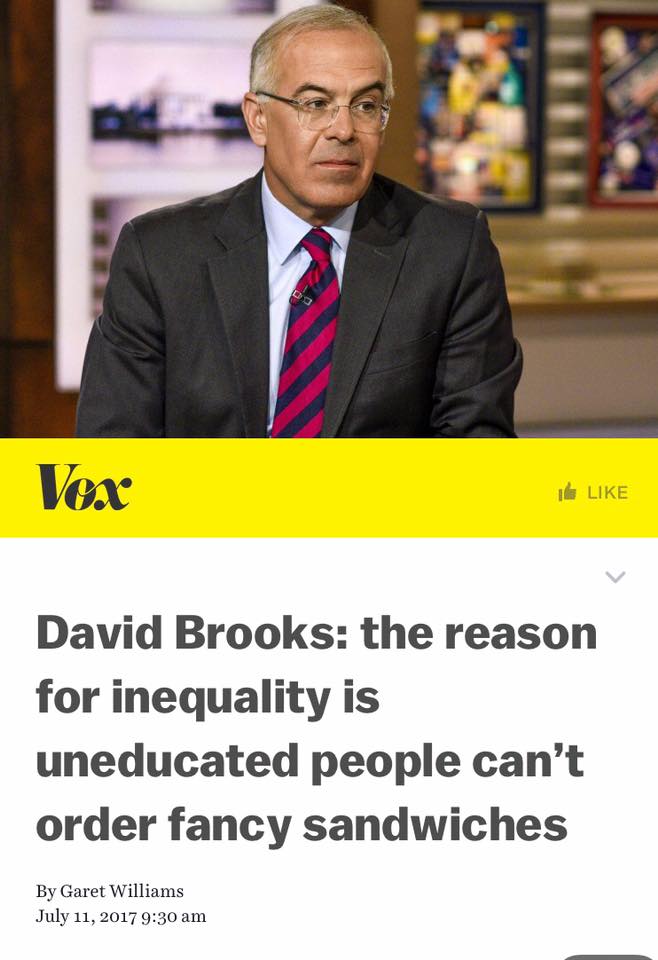 Vox
LIKE
David Brooks: the reason
for inequality is
uneducated people can’t
order fancy sandwiches
By Garet Williams
July 11, 2017 9:30 am